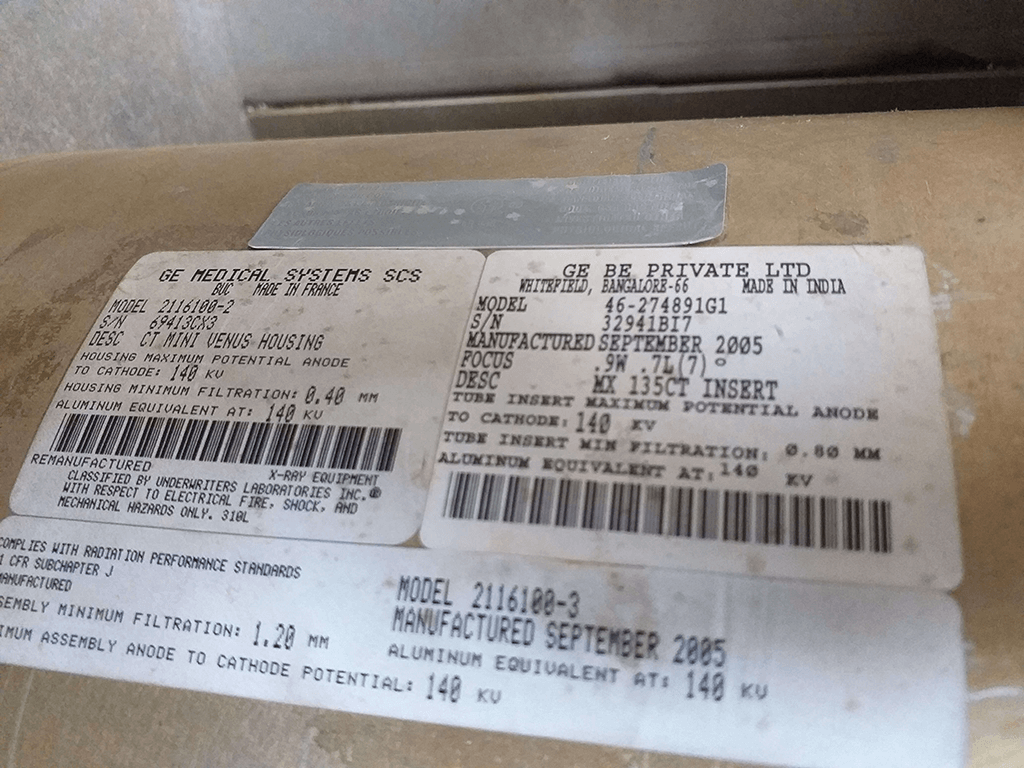 GE MEDICAL SYSTEMS SCS
BUC MADE IN FRANCE
MODEL 2116100-2
S/N 69413CX3
DESC CT MINI VENUS HOUSING
HOUSING MAXIMUM POTENTIAL ANODE
TO CATHODE: 140 KV
HOUSING MINIMUM FILTRATION: 0.40 MM
ALUMINUM EQUIVALENT AT: 140 KV
REMANUFACTURED
X-RAY EQUIPMENT
CLASSIFIED BY UNDERWRITERS LABORATORIES INC.®
WITH RESPECT TO ELECTRICAL FIRE, SHOCK, AND
MECHANICAL HAZARDS ONLY. 310L
GE BE PRIVATE LTD
WHITEFIELD, BANGALORE-66 MADE IN INDIA
MODEL 46-274891G1
S/N 32941BI7
MANUFACTURED SEPTEMBER 2005
FOCUS .9W .7L(7) °
DESC MX 135CT INSERT
TUBE INSERT MAXIMUM POTENTIAL ANODE
TO CATHODE: 140 KV
TUBE INSERT MIN FILTRATION: 0.80 MM
ALUMINUM EQUIVALENT AT: 140 KV
COMPLIES WITH RADIATION PERFORMANCE STANDARDS
1 CFR SUBCHAPTER J
MANUFACTURED
SEMBLY MINIMUM FILTRATION: 1.20 MM
IMUM ASSEMBLY ANODE TO CATHODE POTENTIAL: 140 KV
MODEL 2116100-3
MANUFACTURED SEPTEMBER 2005
ALUMINUM EQUIVALENT AT: 140 KV